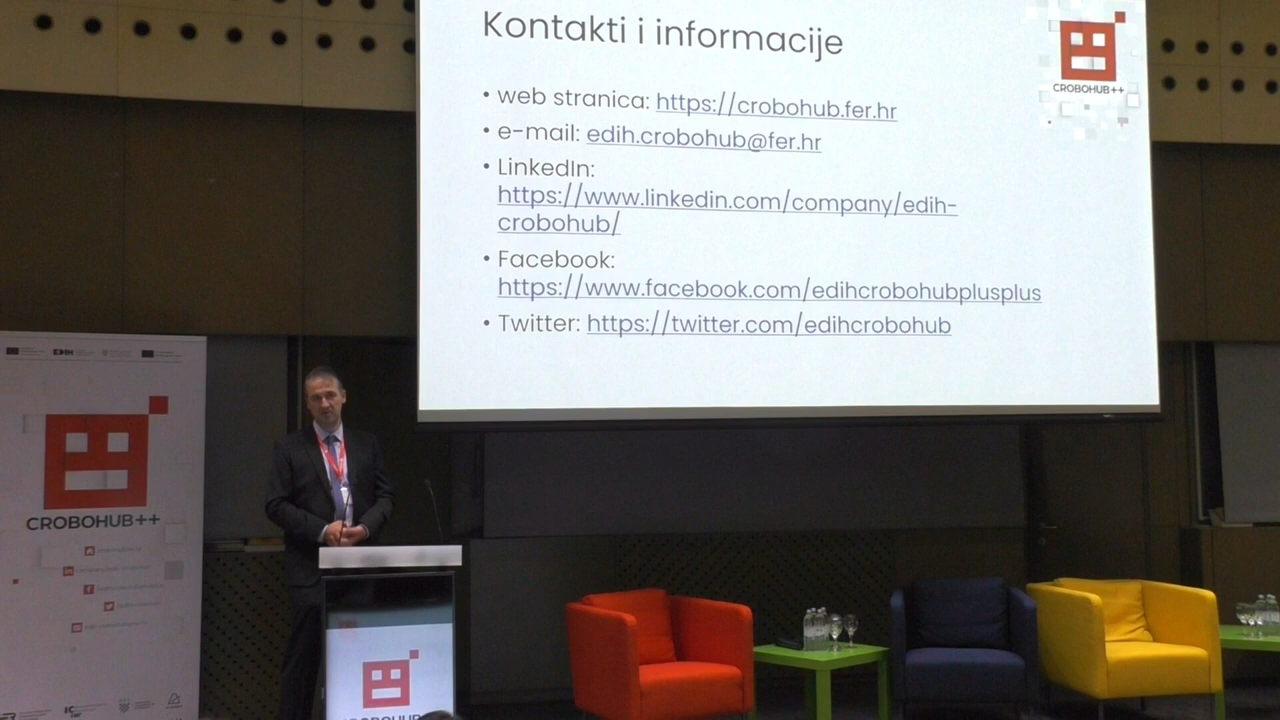 Kontakti i informacije
• web stranica: https://crobohub.fer.hr
• e-mail: edih.crobohub@fer.hr
• LinkedIn:
https://www.linkedin.com/company/edih-
crobohub/
• Facebook:
https://www.facebook.com/edihcrobohubplusplus
• Twitter: https://twitter.com/edihcrobohub
CROBOHUB++
EDIH
CROBOHUB++